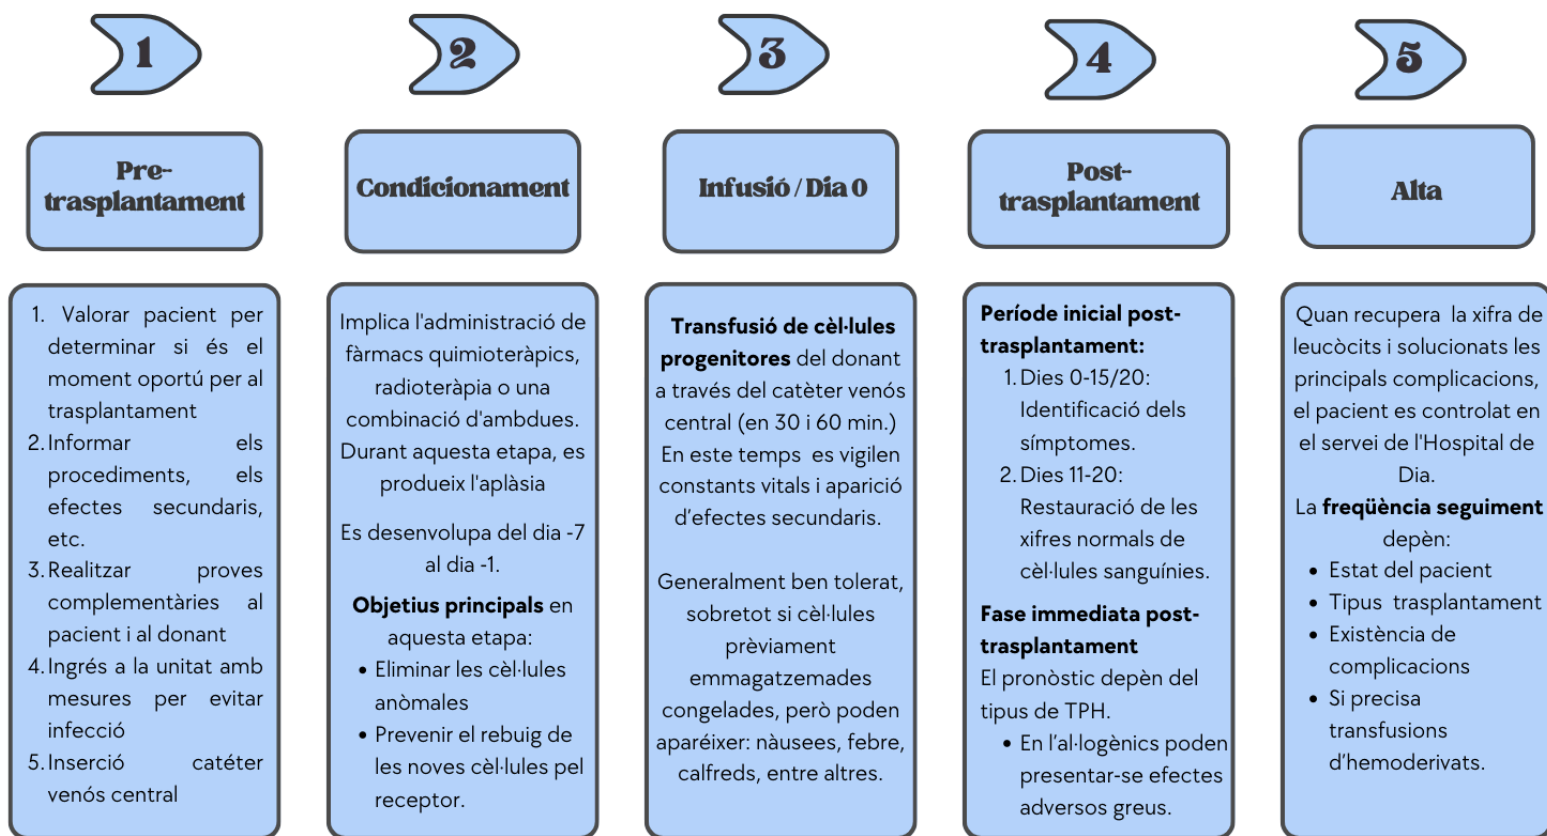 1
2
3
4
5
Pre-
trasplantament
Condicionament
Infusió / Dia 0
Post-
trasplantament
Alta
1. Valorar pacient per
determinar si és el
moment oportú per al
trasplantament
2. Informar els
procediments, els
efectes secundaris,
etc.
3. Realitzar proves
complementàries al
pacient i al donant
4. Ingrés a la unitat amb
mesures per evitar
infecció
5. Inserció catéter
venós central
Implica l'administració de
fàrmacs quimioteràpics,
radioteràpia o una
combinació d'ambdues.
Durant aquesta etapa, es
produeix l'aplàsia
Es desenvolupa del dia -7
al dia -1.
Objetius principals en
aquesta etapa:
• Eliminar les cèl·lules
anòmales
• Prevenir el rebuig de
les noves cèl·lules pel
receptor.
Transfusió de cèl·lules
progenitores del donant
a través del catèter venós
central (en 30 i 60 min.)
En este temps es vigilen
constants vitals i aparició
d'efectes secundaris.
Generalment ben tolerat,
sobretot si cèl·lules
prèviament
emmagatzemades
congelades, però poden
aparéixer: nàusees, febre,
calfreds, entre altres.
Període inicial post-
trasplantament:
1. Dies 0-15/20:
Identificació dels
símptomes.
2. Dies 11-20:
Restauració de les
xifres normals de
cèl·lules sanguínies.
Fase immediata post-
trasplantament
El pronòstic depèn del
tipus de TPH.
• En l'al·logènics poden
presentar-se efectes
adversos greus.
Quan recupera la xifra de
leucòcits i solucionats les
principals complicacions,
el pacient es controlat en
el servei de l'Hospital de
Dia.
La freqüència seguiment
depèn:
• Estat del pacient
• Tipus trasplantament
• Existència de
complicacions
• Si precisa
transfusions
d'hemoderivats.